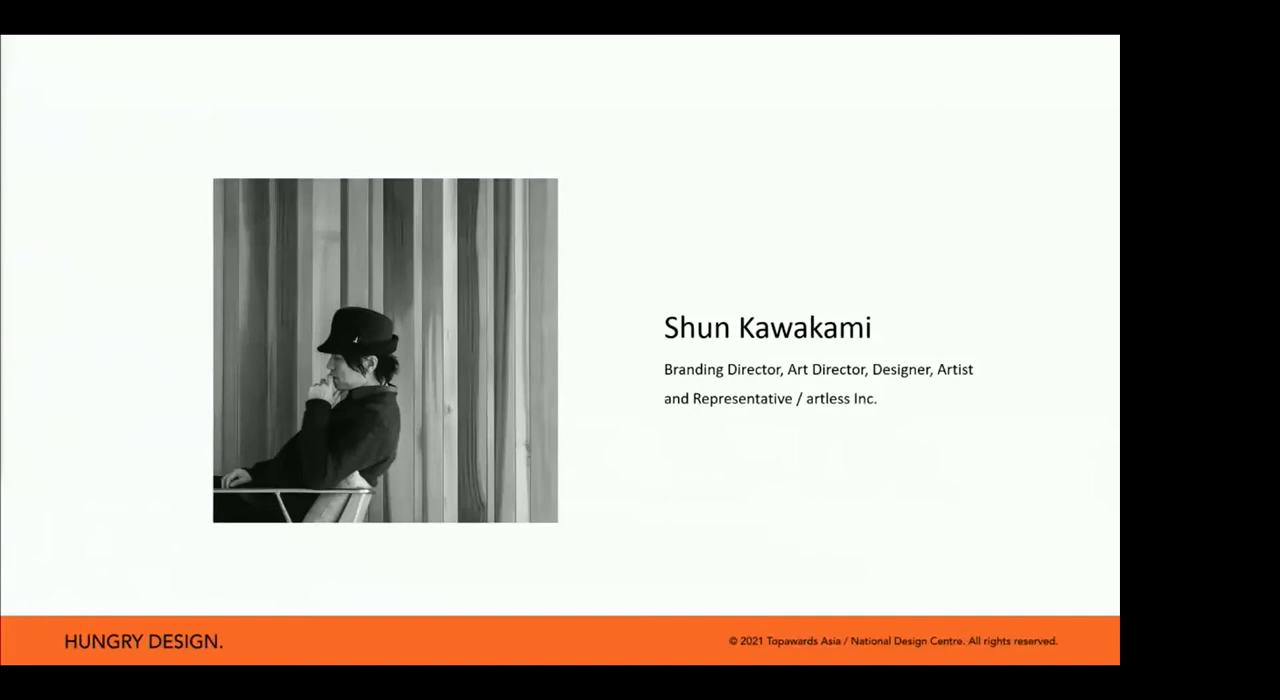 Shun Kawakami
Branding Director, Art Director, Designer, Artist
and Representative / artless Inc.
HUNGRY DESIGN.
© 2021 Topawards Asia / National Design Centre. All rights reserved.